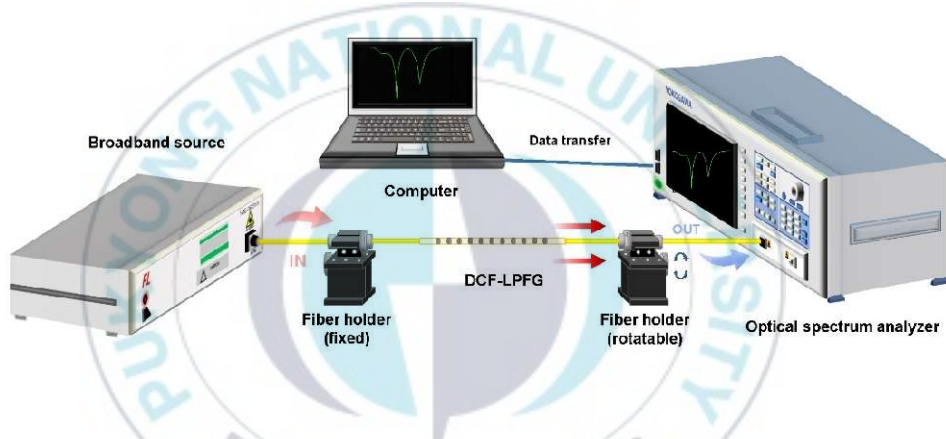 PUKYONG NATIONAL UNIVERSITY
Broadband source
Computer
Data transfer
YOKOGAWA
FL
IN
OUT
DCF-LPFG
Fiber holder
(fixed)
Fiber holder
(rotatable)
Optical spectrum analyzer